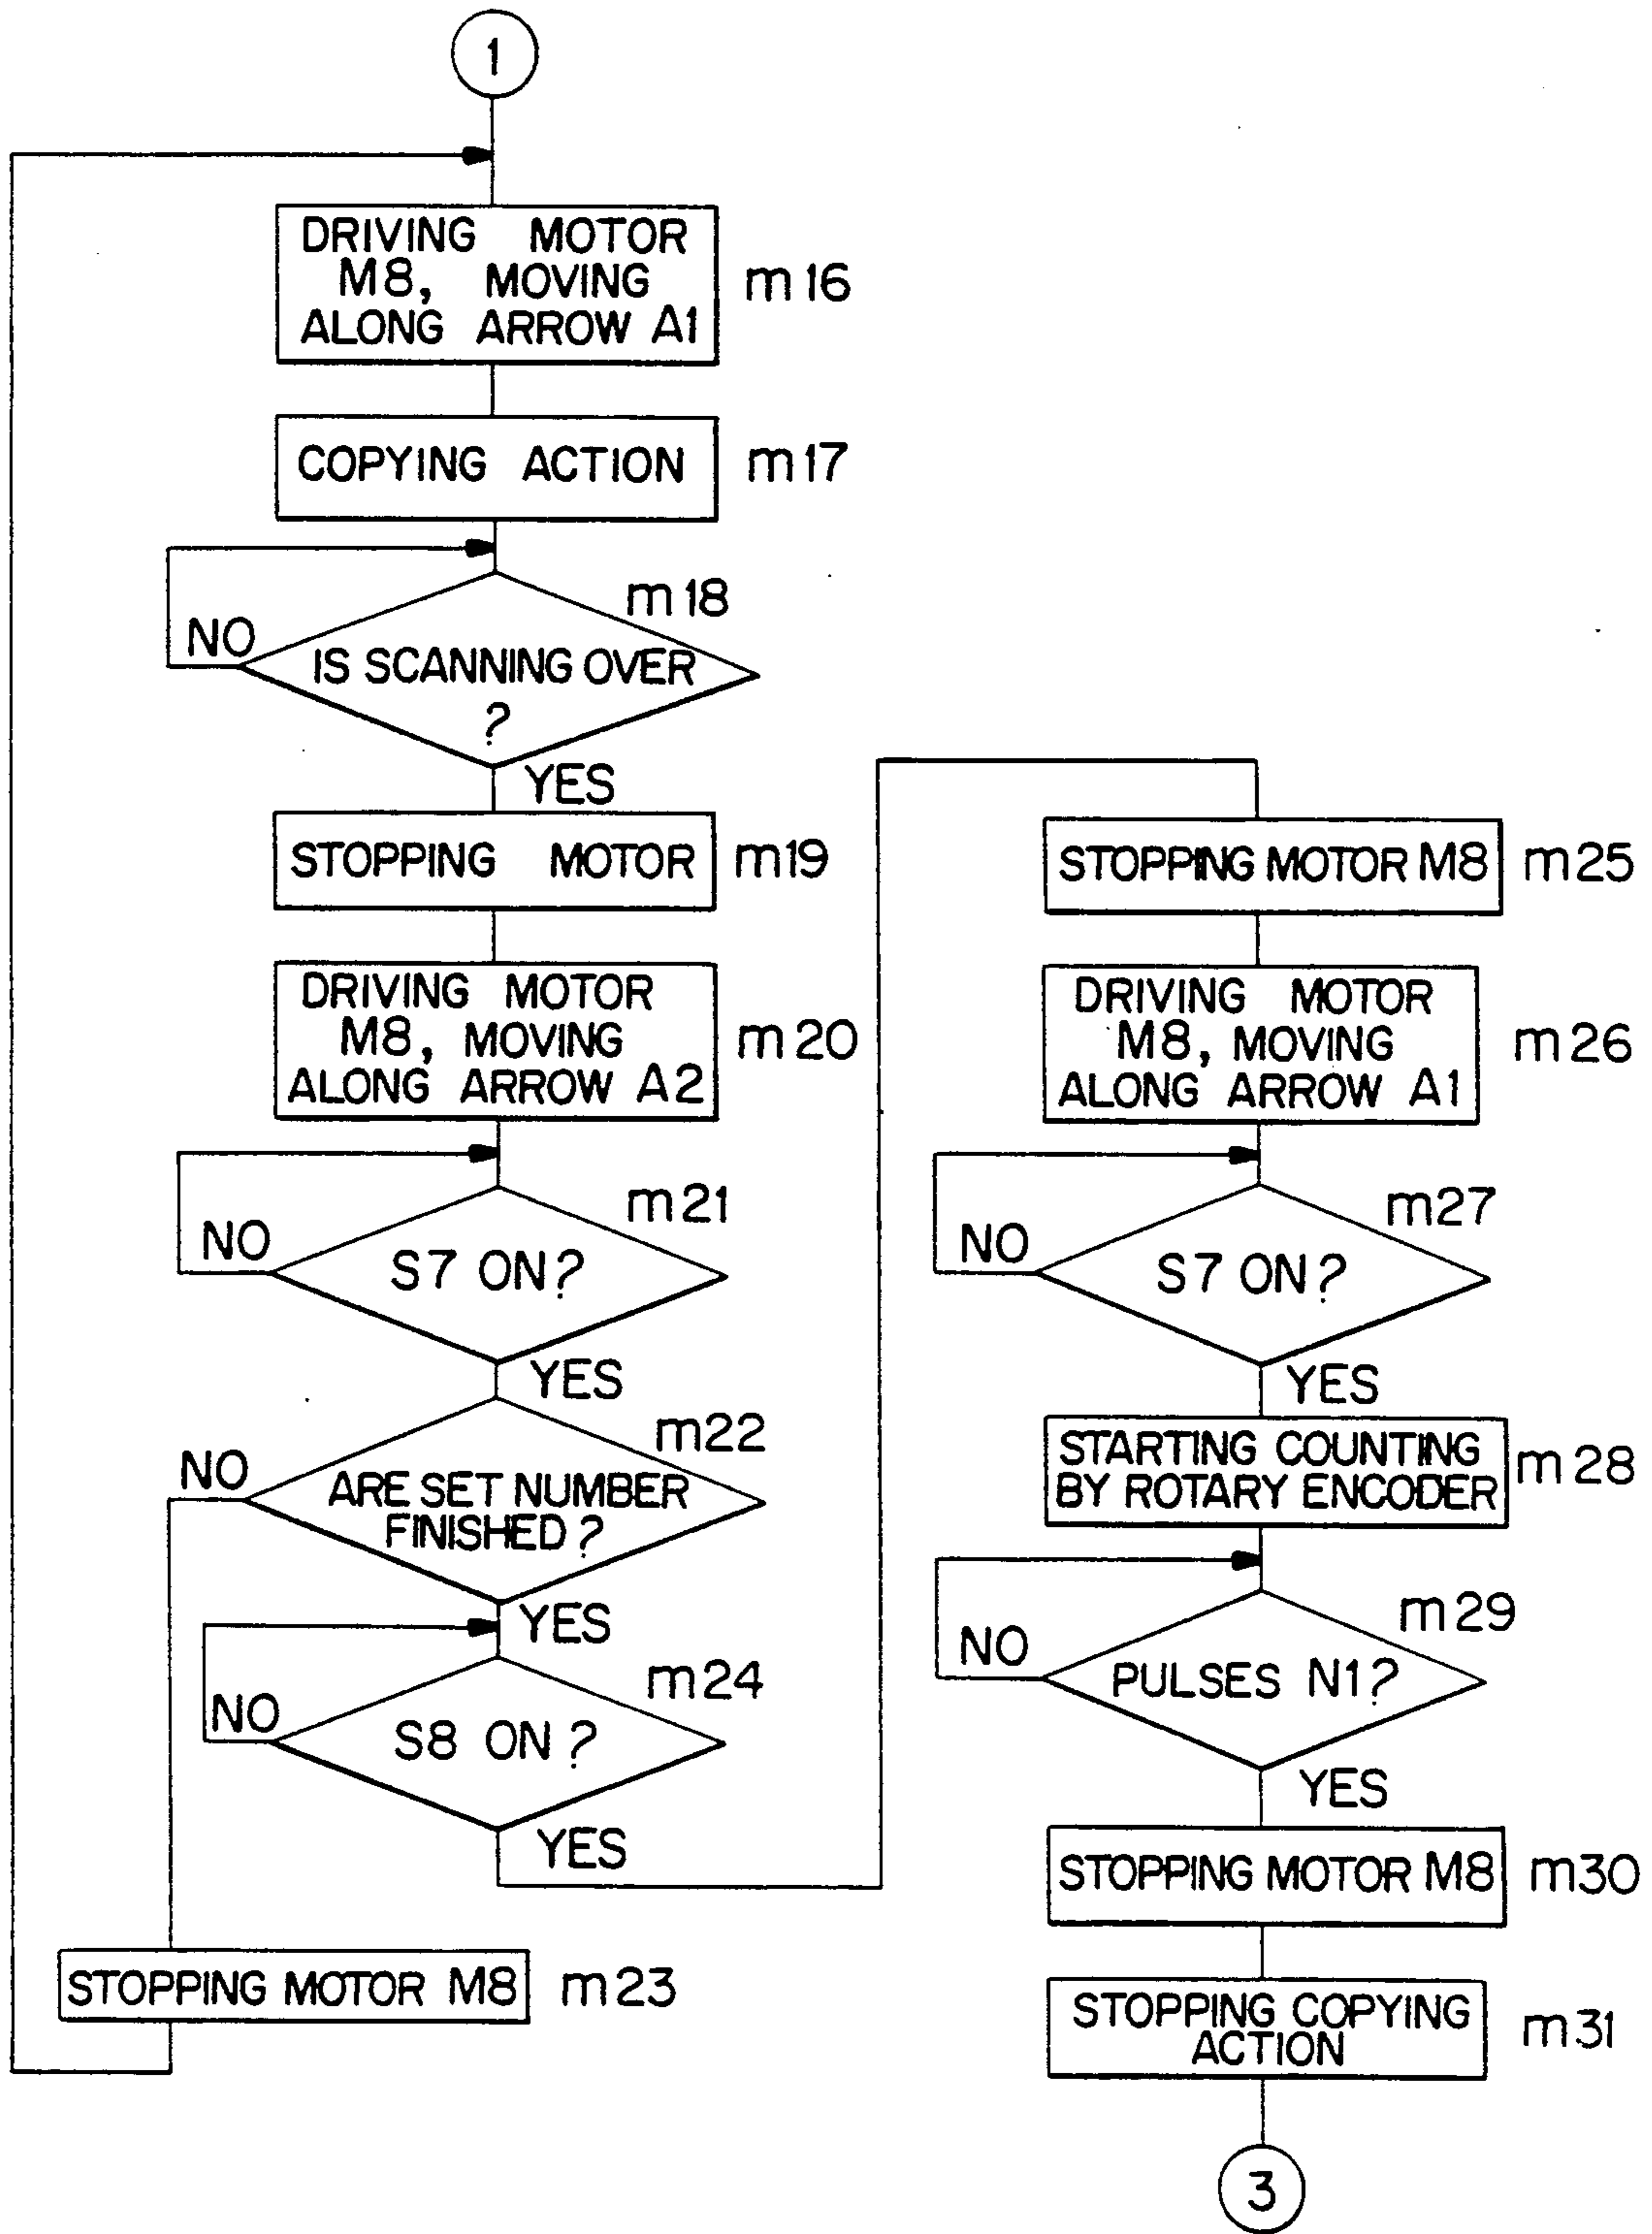 1
DRIVING MOTOR
M8, MOVING
ALONG ARROW A1
m16
COPYING ACTION
m17
m18
NO
IS SCANNING OVER
?
YES
STOPPING MOTOR
m19
DRIVING MOTOR
M8, MOVING
ALONG ARROW A2
m20
m21
NO
S7 ON?
YES
m22
NO
ARE SET NUMBER
FINISHED?
YES
m24
NO
S8 ON?
YES
STOPPING MOTOR M8
m23
STOPPING MOTOR M8
m25
DRIVING MOTOR
M8, MOVING
ALONG ARROW A1
m26
m27
NO
S7 ON?
YES
STARTING COUNTING
BY ROTARY ENCODER
m28
m29
NO
PULSES N1?
YES
STOPPING MOTOR M8
m30
STOPPING COPYING
ACTION
m31
3